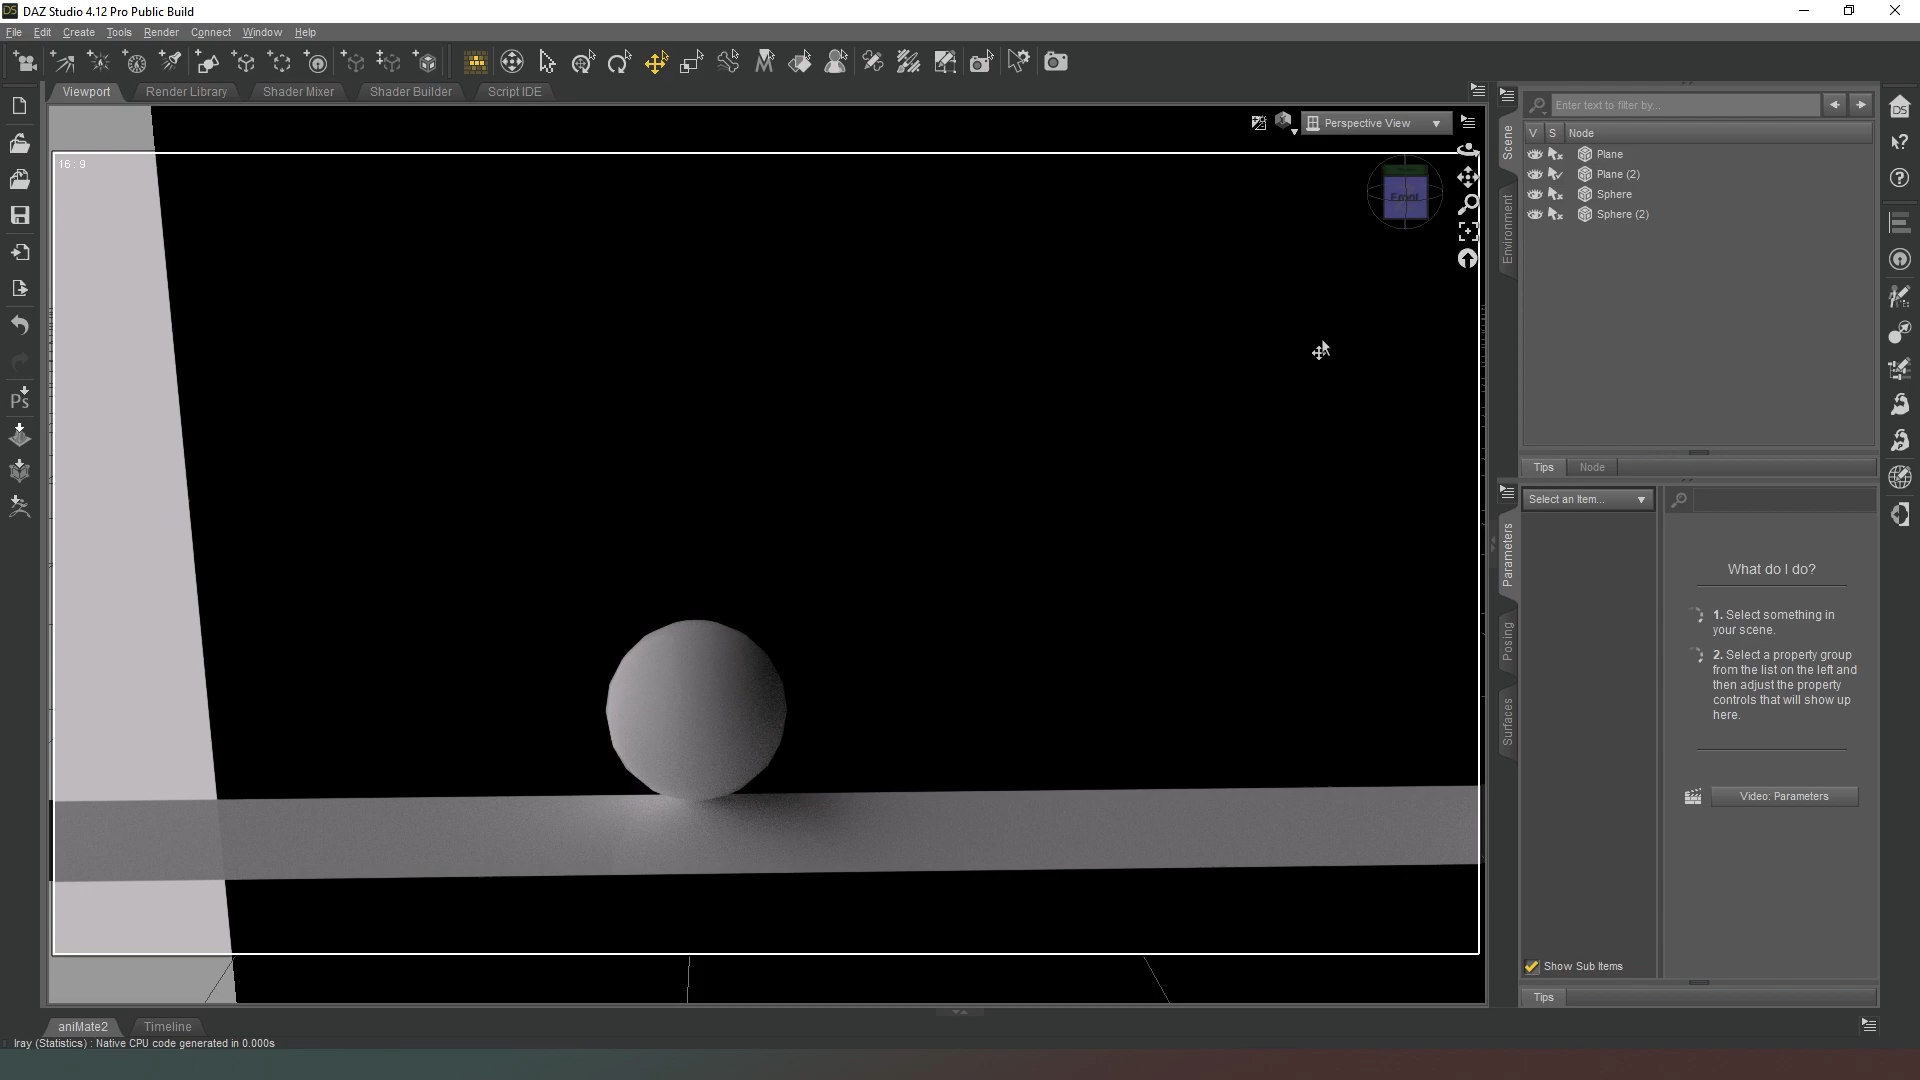 DAZ Studio 4.12 Pro Public Build
File Edit Create Tools Render Connect Window Help
Viewport Render Library Shader Mixer Shader Builder Script IDE
Perspective View
16 : 9
Front
Scene
Environment
Enter text to filter by...
V S Node
Plane
Plane (2)
Sphere
Sphere (2)
Tips Node
Parameters
Posing
Surfaces
Select an Item...
What do I do?
1. Select something in
your scene.
2. Select a property group
from the list on the left and
then adjust the property
controls that will show up
here.
Video: Parameters
Show Sub Items
Tips
aniMate2 Timeline
Iray (Statistics) : Native CPU code generated in 0.000s
DS
Ps
DS